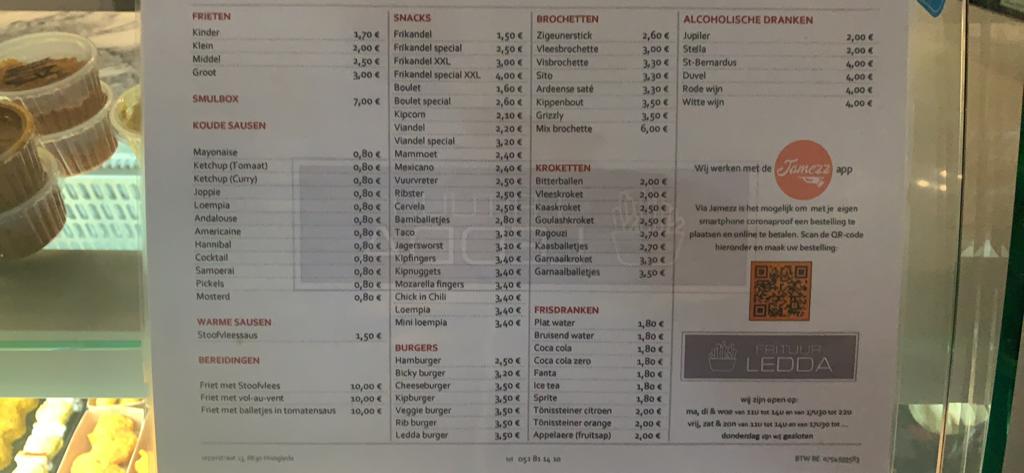 FRIETEN
Kinder 1,70 €
Klein 2,00 €
Middel 2,50 €
Groot 3,00 €
SMULBOX 7,00 €
KOUDE SAUSEN
Mayonaise 0,80 €
Ketchup (Tomaat) 0,80 €
Ketchup (Curry) 0,80 €
Joppie 0,80 €
Loempia 0,80 €
Andalouse 0,80 €
Americaine 0,80 €
Hannibal 0,80 €
Cocktail 0,80 €
Samoerai 0,80 €
Pickels 0,80 €
Mosterd 0,80 €
WARME SAUSEN
Stoofvleessaus 1,50 €
BEREIDINGEN
Friet met Stoofvlees 10,00 €
Friet met vol-au-vent 10,00 €
Friet met balletjes in tomatensaus 10,00 €
SNACKS
Frikandel 1,50 €
Frikandel special 2,50 €
Frikandel XXL 3,00 €
Frikandel special XXL 4,00 €
Boulet 1,60 €
Boulet special 2,60 €
Kipcorn 2,10 €
Viandel 2,20 €
Viandel special 3,20 €
Mammoet 2,40 €
Mexicano 2,40 €
Vuurvreter 2,50 €
Ribster 2,50 €
Cervela 2,50 €
Bamiballetjes 2,80 €
Taco 3,20 €
Jagersworst 3,20 €
Kipfingers 3,40 €
Kipnuggets 3,40 €
Mozarella fingers 3,40 €
Chick in Chili 3,40 €
Loempia 3,40 €
Mini loempia 3,40 €
BURGERS
Hamburger 2,50 €
Bicky burger 3,20 €
Cheeseburger 3,50 €
Kipburger 3,50 €
Veggie burger 3,50 €
Rib burger 3,50 €
Ledda burger 3,50 €
BROCHETTEN
Zigeunerstick 2,60 €
Vleesbrochette 3,00 €
Visbrochette 3,30 €
Sito 3,30 €
Ardeense saté 3,30 €
Kippenbout 3,50 €
Grizzly 3,50 €
Mix brochette 6,00 €
KROKETTEN
Bitterballen 2,00 €
Vleeskroket 2,00 €
Kaaskroket 2,50 €
Goulashkroket 2,50 €
Ragouzi 2,70 €
Kaasballetjes 2,70 €
Garnaalkroket 3,30 €
Garnaalballetjes 3,50 €
FRISDRANKEN
Plat water 1,80 €
Bruisend water 1,80 €
Coca cola 1,80 €
Coca cola zero 1,80 €
Fanta 1,80 €
Ice tea 1,80 €
Sprite 1,80 €
Tönissteiner citroen 2,00 €
Tönissteiner orange 2,00 €
Appelaere (fruitsap) 2,00 €
ALCOHOLISCHE DRANKEN
Jupiler 2,00 €
Stella 2,00 €
St-Bernardus 4,00 €
Duvel 4,00 €
Rode wijn 4,00 €
Witte wijn 4,00 €
Wij werken met de Jamezz app
Via Jamezz is het mogelijk om met je eigen
smartphone coronaproof een bestelling te
plaatsen en online te betalen. Scan de QR-code
hieronder en maak uw bestelling
FRITUUR
LEDDA
wij zijn open op:
ma, di & woe van 11u tot 14u en van 17u30 tot 22u
vrij, zat & zon van 11u tot 14u en van 17u30 tot ...
donderdag zijn wij gesloten
tel 051 81 14 10
BTW BE